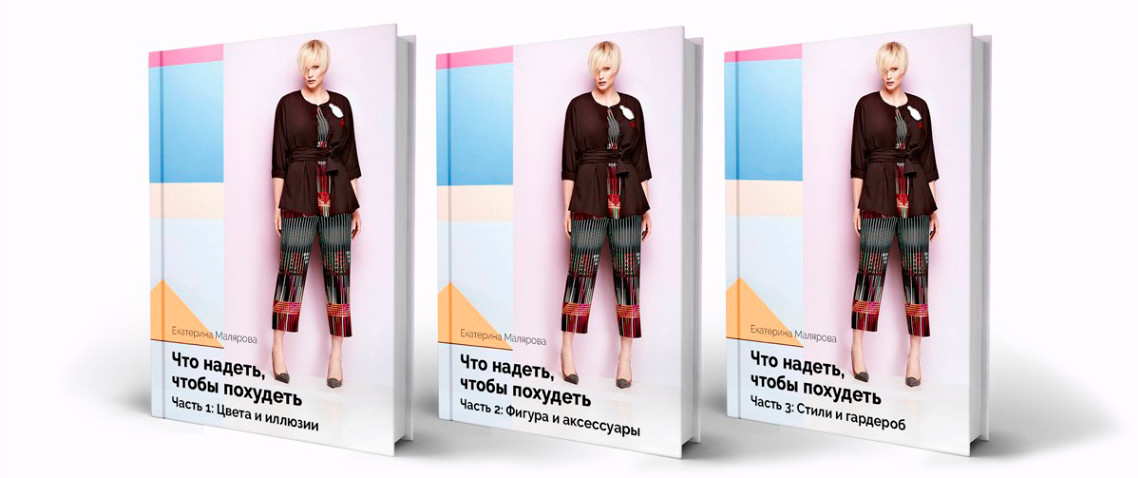 Екатерина Малярова
Что надеть,
чтобы похудеть
Часть 1: Цвета и иллюзии
Екатерина Малярова
Что надеть,
чтобы похудеть
Часть 2: Фигура и аксессуары
Екатерина Малярова
Что надеть,
чтобы похудеть
Часть 3: Стили и гардероб